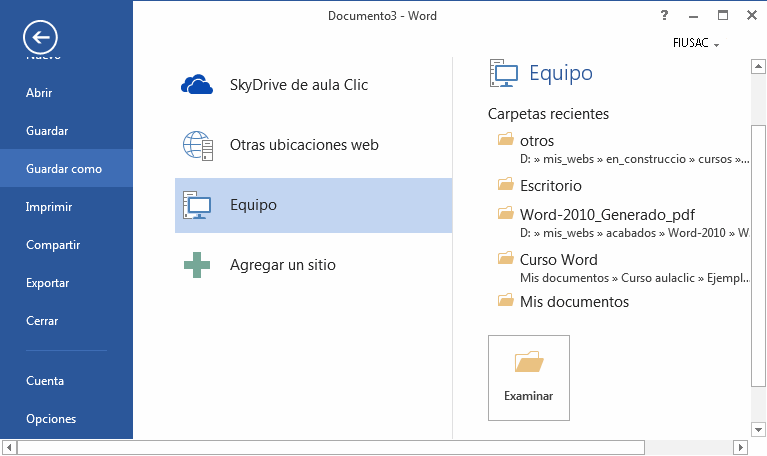 Documento3 - Word
FIUSAC
Nuevo
Abrir
Guardar
Guardar como
Imprimir
Compartir
Exportar
Cerrar
Cuenta
Opciones
SkyDrive de aula Clic
Otras ubicaciones web
Equipo
Agregar un sitio
Equipo
Carpetas recientes
otros
D: » mis_webs » en_construccio » cursos »...
Escritorio
Word-2010_Generado_pdf
D: » mis_webs » acabados » Word-2010 » W...
Curso Word
Mis documentos » Curso aulaclic » Ejempl...
Mis documentos
Examinar